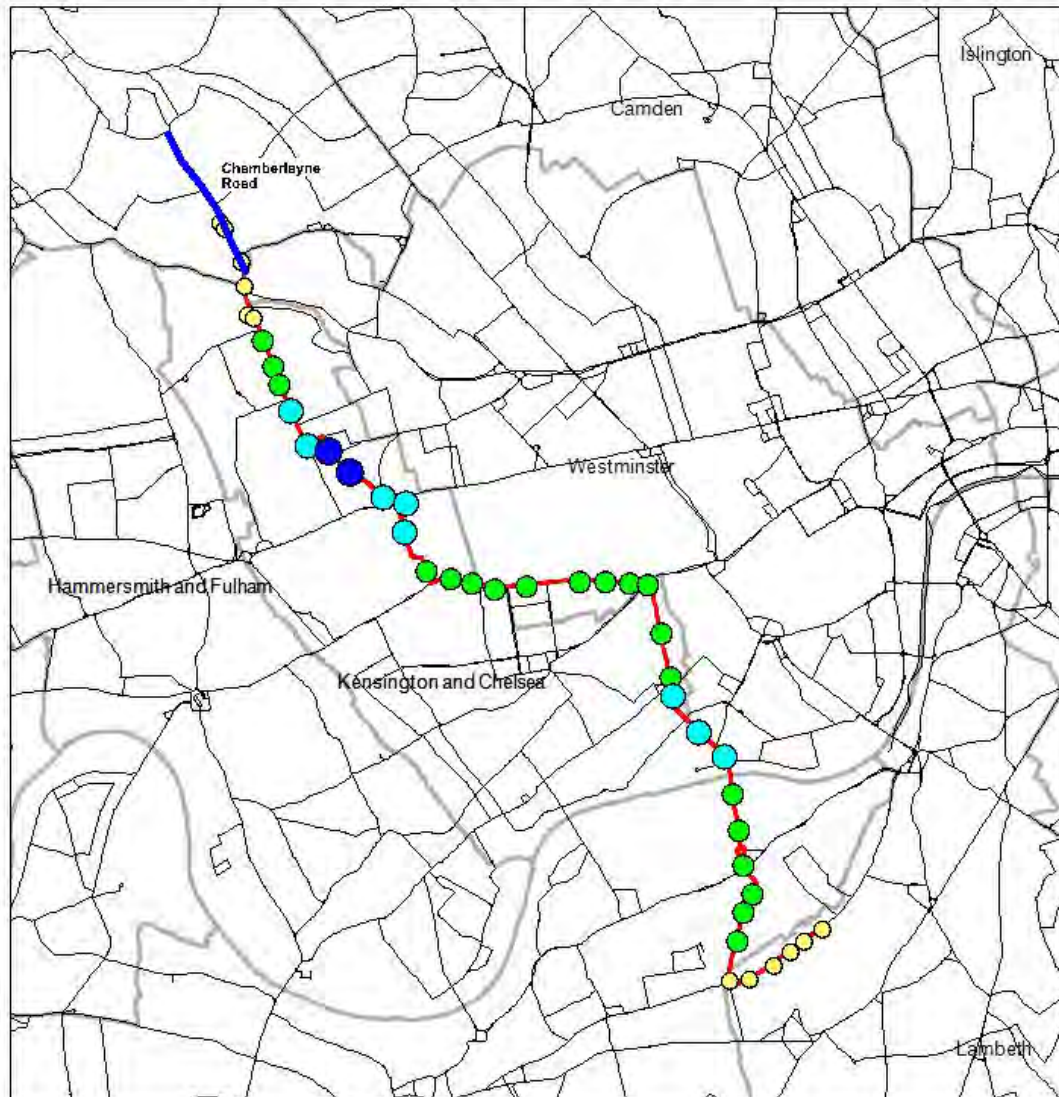 Islington
Camden
Chamberlayne
Road
Westminster
Hammersmith and Fulham
Kensington and Chelsea
Lambeth